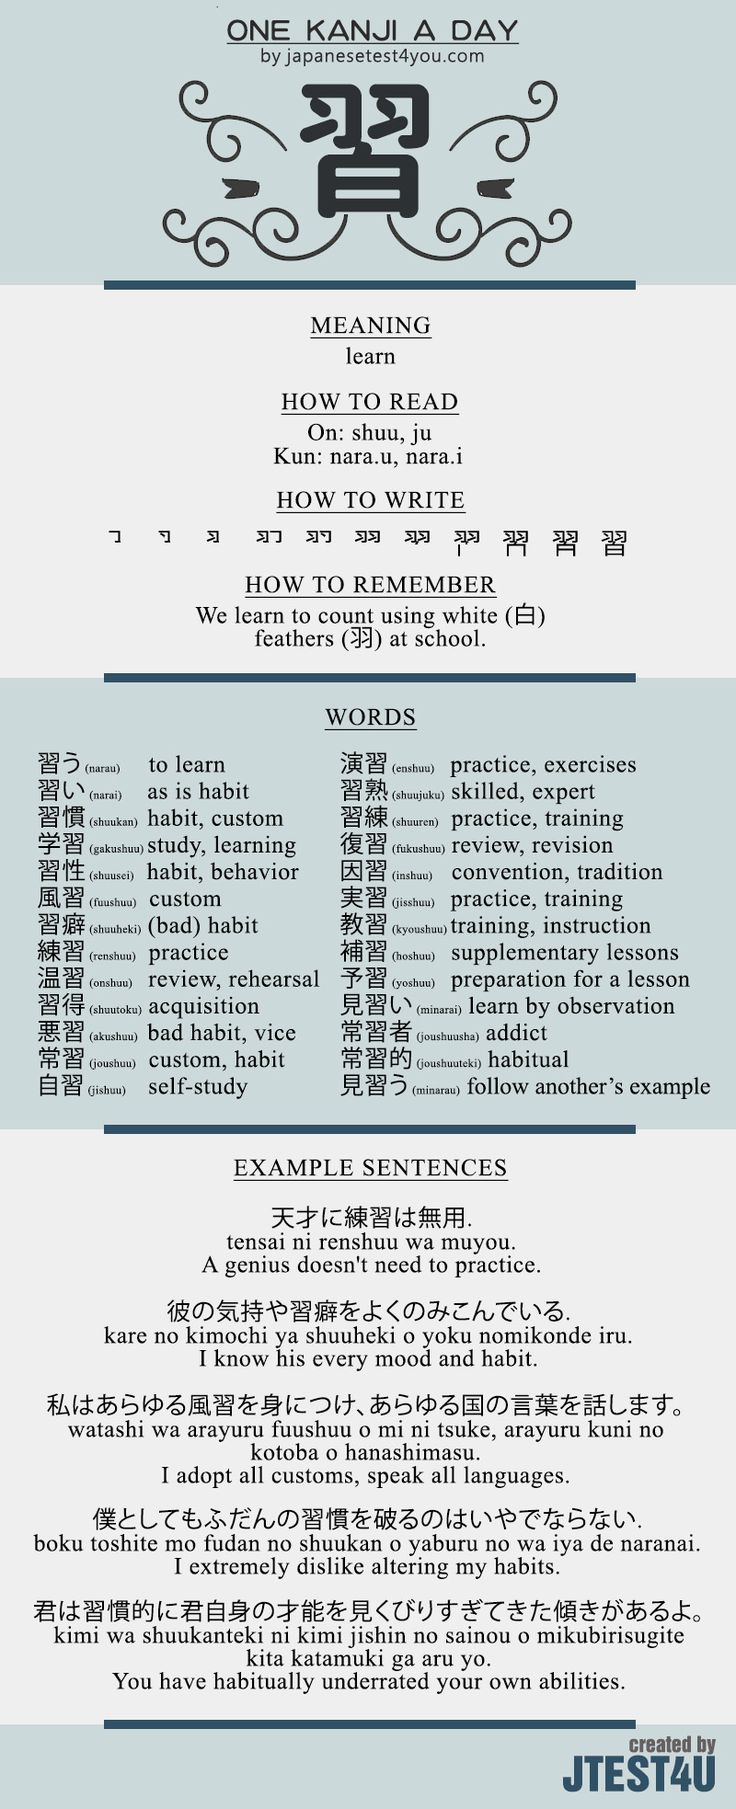 ONE KANJI A DAY
by japanesetest4you.com
習
MEANING
learn
HOW TO READ
On: shuu, ju
Kun: nara.u, nara.i
HOW TO WRITE
HOW TO REMEMBER
We learn to count using white (白)
feathers (羽) at school.
WORDS
習う (narau) to learn
習い (narai) as is habit
習慣 (shuukan) habit, custom
学習 (gakushuu) study, learning
習性 (shuusei) habit, behavior
風習 (fuushuu) custom
習癖 (shuuheki) (bad) habit
練習 (renshuu) practice
温習 (onshuu) review, rehearsal
習得 (shuutoku) acquisition
悪習 (akushuu) bad habit, vice
常習 (joushuu) custom, habit
自習 (jishuu) self-study
演習 (enshuu) practice, exercises
習熟 (shuujuku) skilled, expert
習練 (shuuren) practice, training
復習 (fukushuu) review, revision
因習 (inshuu) convention, tradition
実習 (jisshuu) practice, training
教習 (kyoushuu) training, instruction
補習 (hoshuu) supplementary lessons
予習 (yoshuu) preparation for a lesson
見習い (minarai) learn by observation
常習者 (joushuusha) addict
常習的 (joushuuteki) habitual
見習う (minarau) follow another's example
EXAMPLE SENTENCES
天才に練習は無用.
tensai ni renshuu wa muyou.
A genius doesn't need to practice.
彼の気持や習癖をよくのみこんでいる.
kare no kimochi ya shuuheki o yoku nomikonde iru.
I know his every mood and habit.
私はあらゆる風習を身につけ、あらゆる国の言葉を話します。
watashi wa arayuru fuushuu o mi ni tsuke, arayuru kuni no
kotoba o hanashimasu.
I adopt all customs, speak all languages.
僕としてもふだんの習慣を破るのはいやでならない.
boku toshite mo fudan no shuukan o yaburu no wa iya de naranai.
I extremely dislike altering my habits.
君は習慣的に君自身の才能を見くびりすぎてきた傾きがあるよ。
kimi wa shuukanteki ni kimi jishin no sainou o mikubirisugite
kita katamuki ga aru yo.
You have habitually underrated your own abilities.
created by
JTEST4U